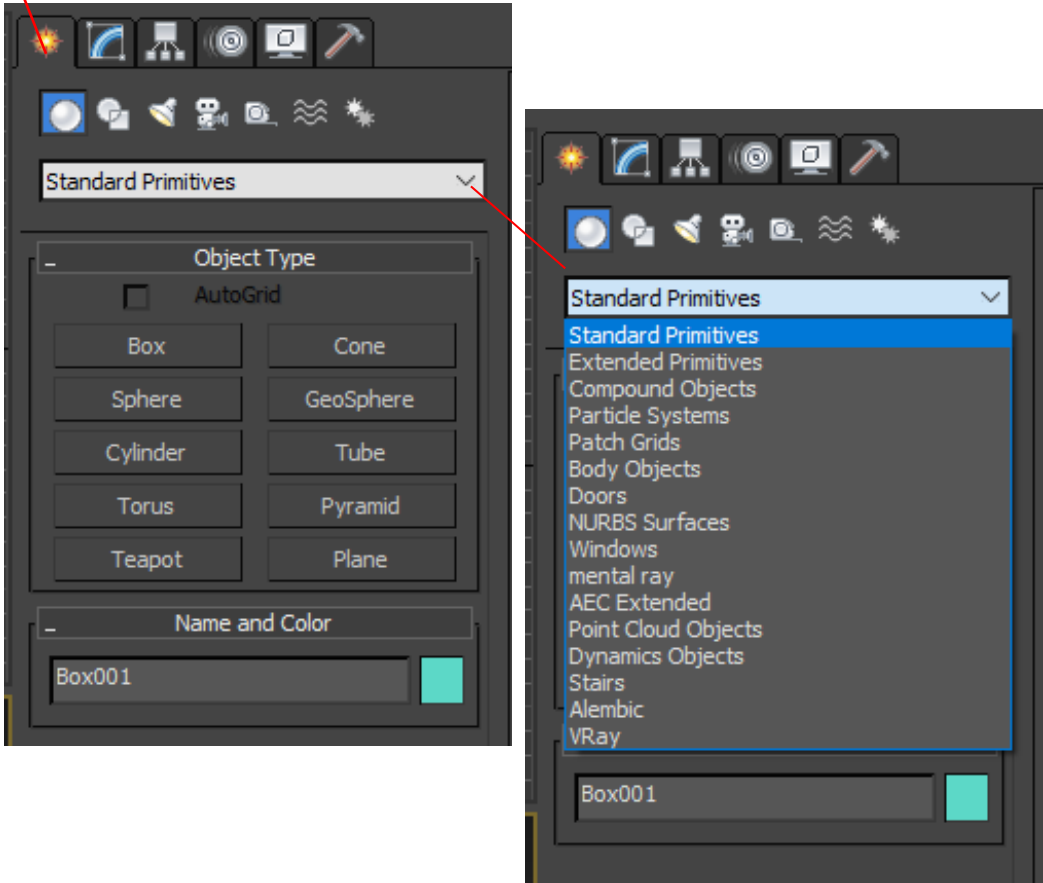 Standard Primitives
Object Type
AutoGrid
Box
Cone
Sphere
GeoSphere
Cylinder
Tube
Torus
Pyramid
Teapot
Plane
Name and Color
Box001
Standard Primitives
Standard Primitives
Extended Primitives
Compound Objects
Particle Systems
Patch Grids
Body Objects
Doors
NURBS Surfaces
Windows
mental ray
AEC Extended
Point Cloud Objects
Dynamics Objects
Stairs
Alembic
VRay
Box001